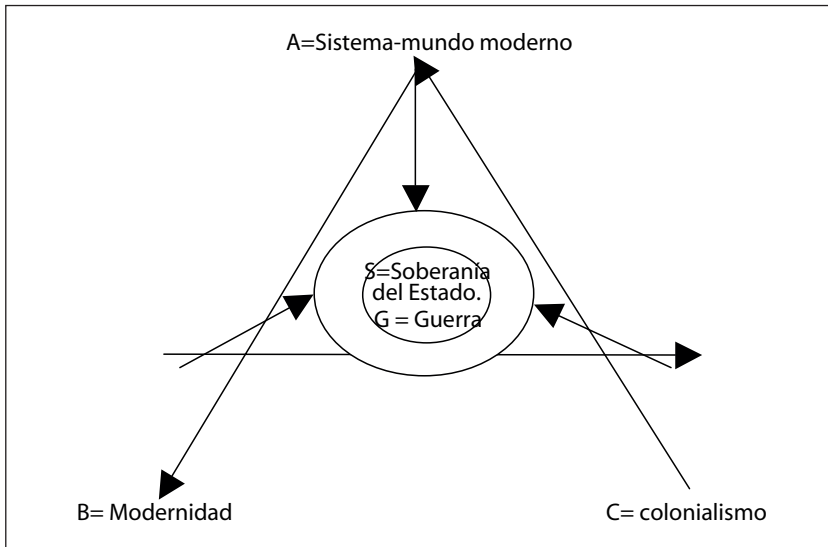 A=Sistema-mundo moderno
S=Soberanía
del Estado.
G = Guerra
B= Modernidad
C= colonialismo